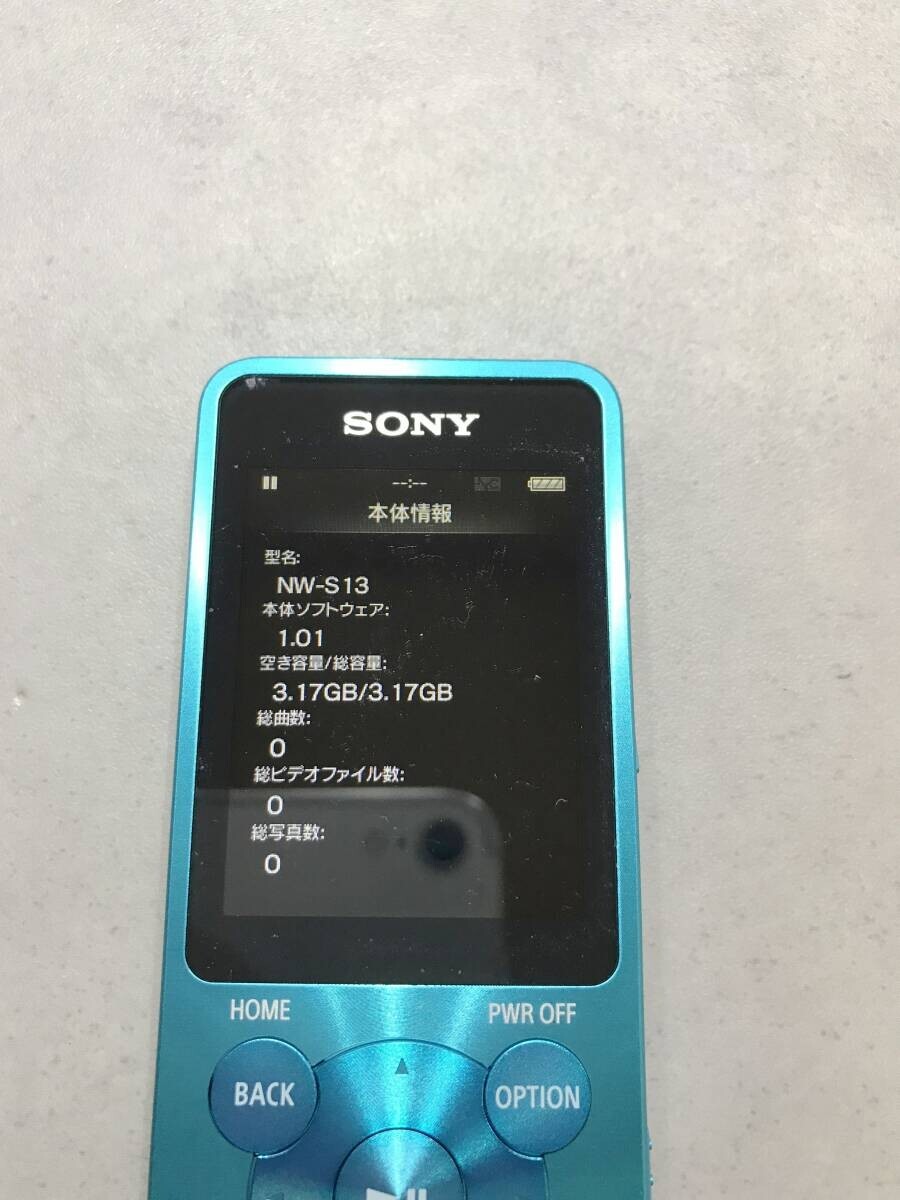 SONY
--:-- NC
本体情報
型名:
NW-S13
本体ソフトウェア:
1.01
空き容量/総容量:
3.17GB/3.17GB
総曲数:
0
総ビデオファイル数:
0
総写真数:
0
HOME PWR OFF
BACK OPTION